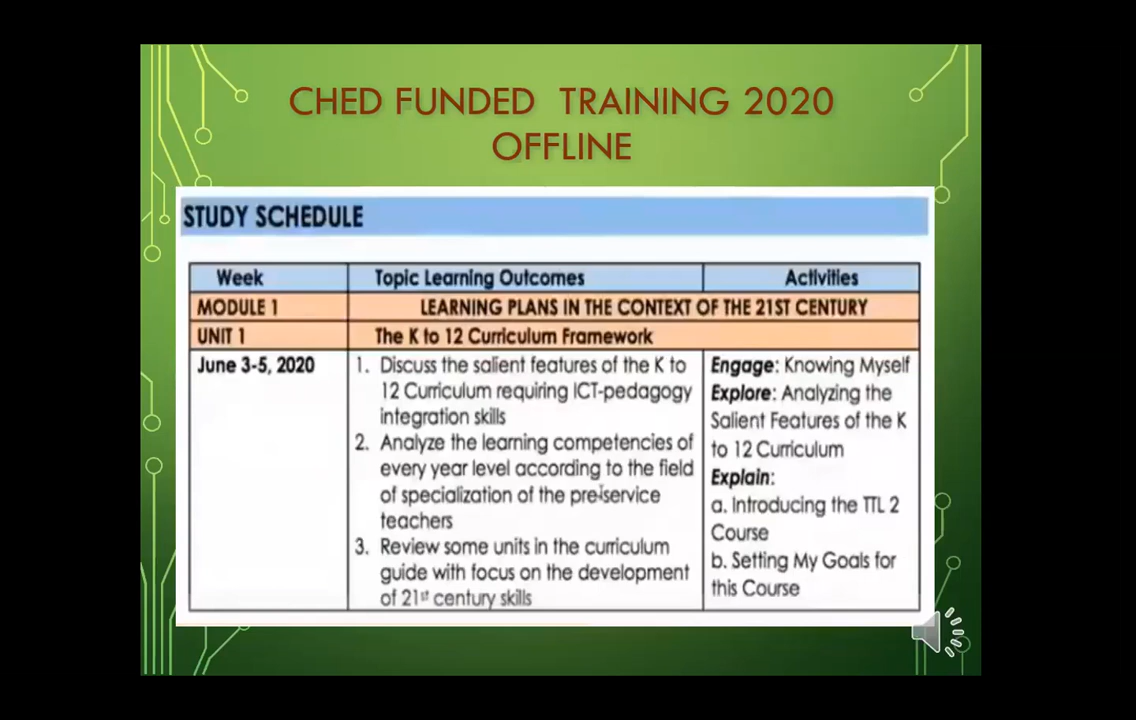 CHED FUNDED TRAINING 2020
OFFLINE
STUDY SCHEDULE
Week
Topic Learning Outcomes
Activities
MODULE 1
LEARNING PLANS IN THE CONTEXT OF THE 21ST CENTURY
UNIT 1
The K to 12 Curriculum Framework
June 3-5, 2020
1. Discuss the salient features of the K to
12 Curriculum requiring ICT-pedagogy
integration skills
2. Analyze the learning competencies of
every year level according to the field
of specialization of the pre-service
teachers
3. Review some units in the curriculum
guide with focus on the development
of 21st century skills
Engage: Knowing Myself
Explore: Analyzing the
Salient Features of the K
to 12 Curriculum
Explain:
a. Introducing the TTL 2
Course
b. Setting My Goals for
this Course